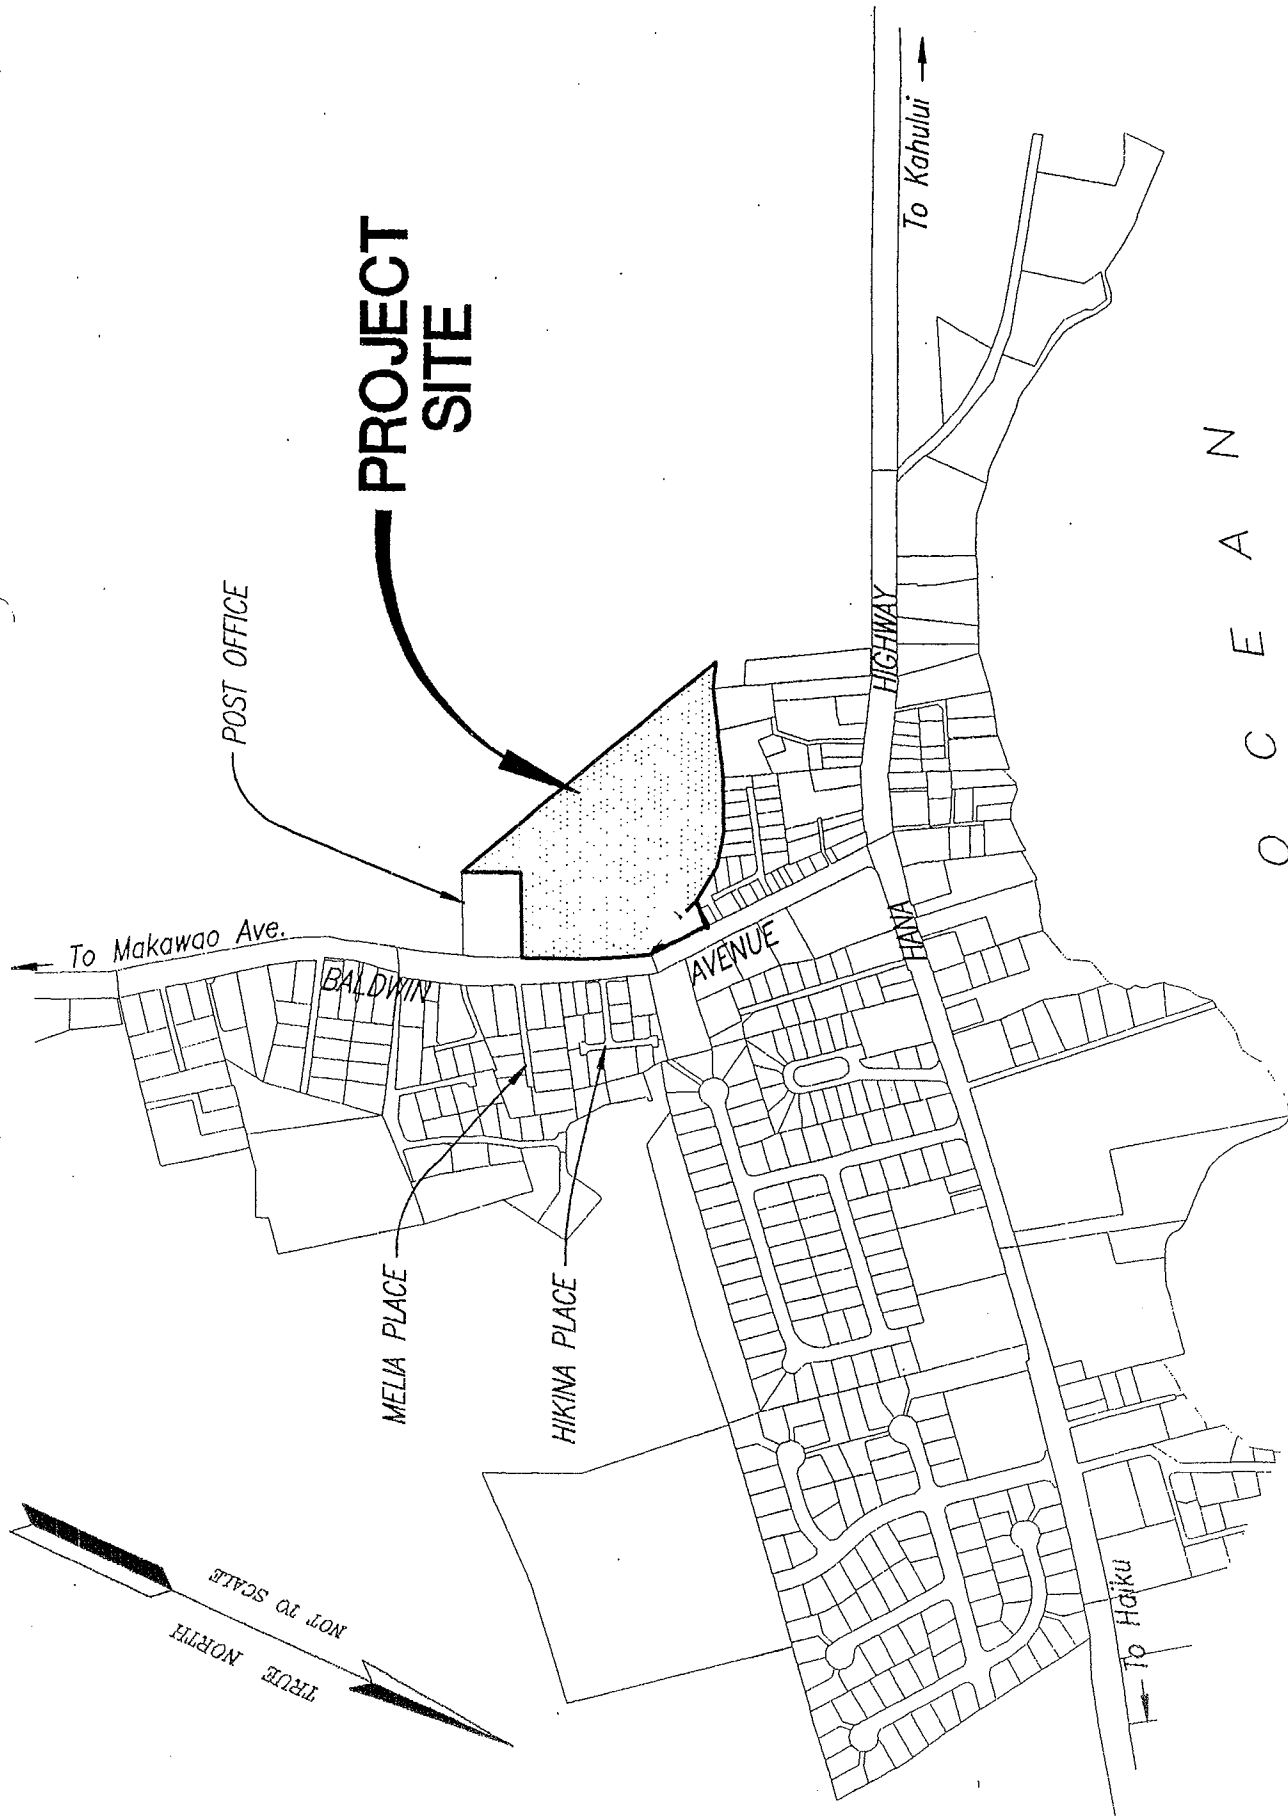 PROJECT
SITE
POST OFFICE
To Makawao Ave.
BALDWIN
AVENUE
MELIA PLACE
HIKINA PLACE
HANA
HIGHWAY
To Kahului
To Haiku
OCEAN
TRUE NORTH
NOT TO SCALE